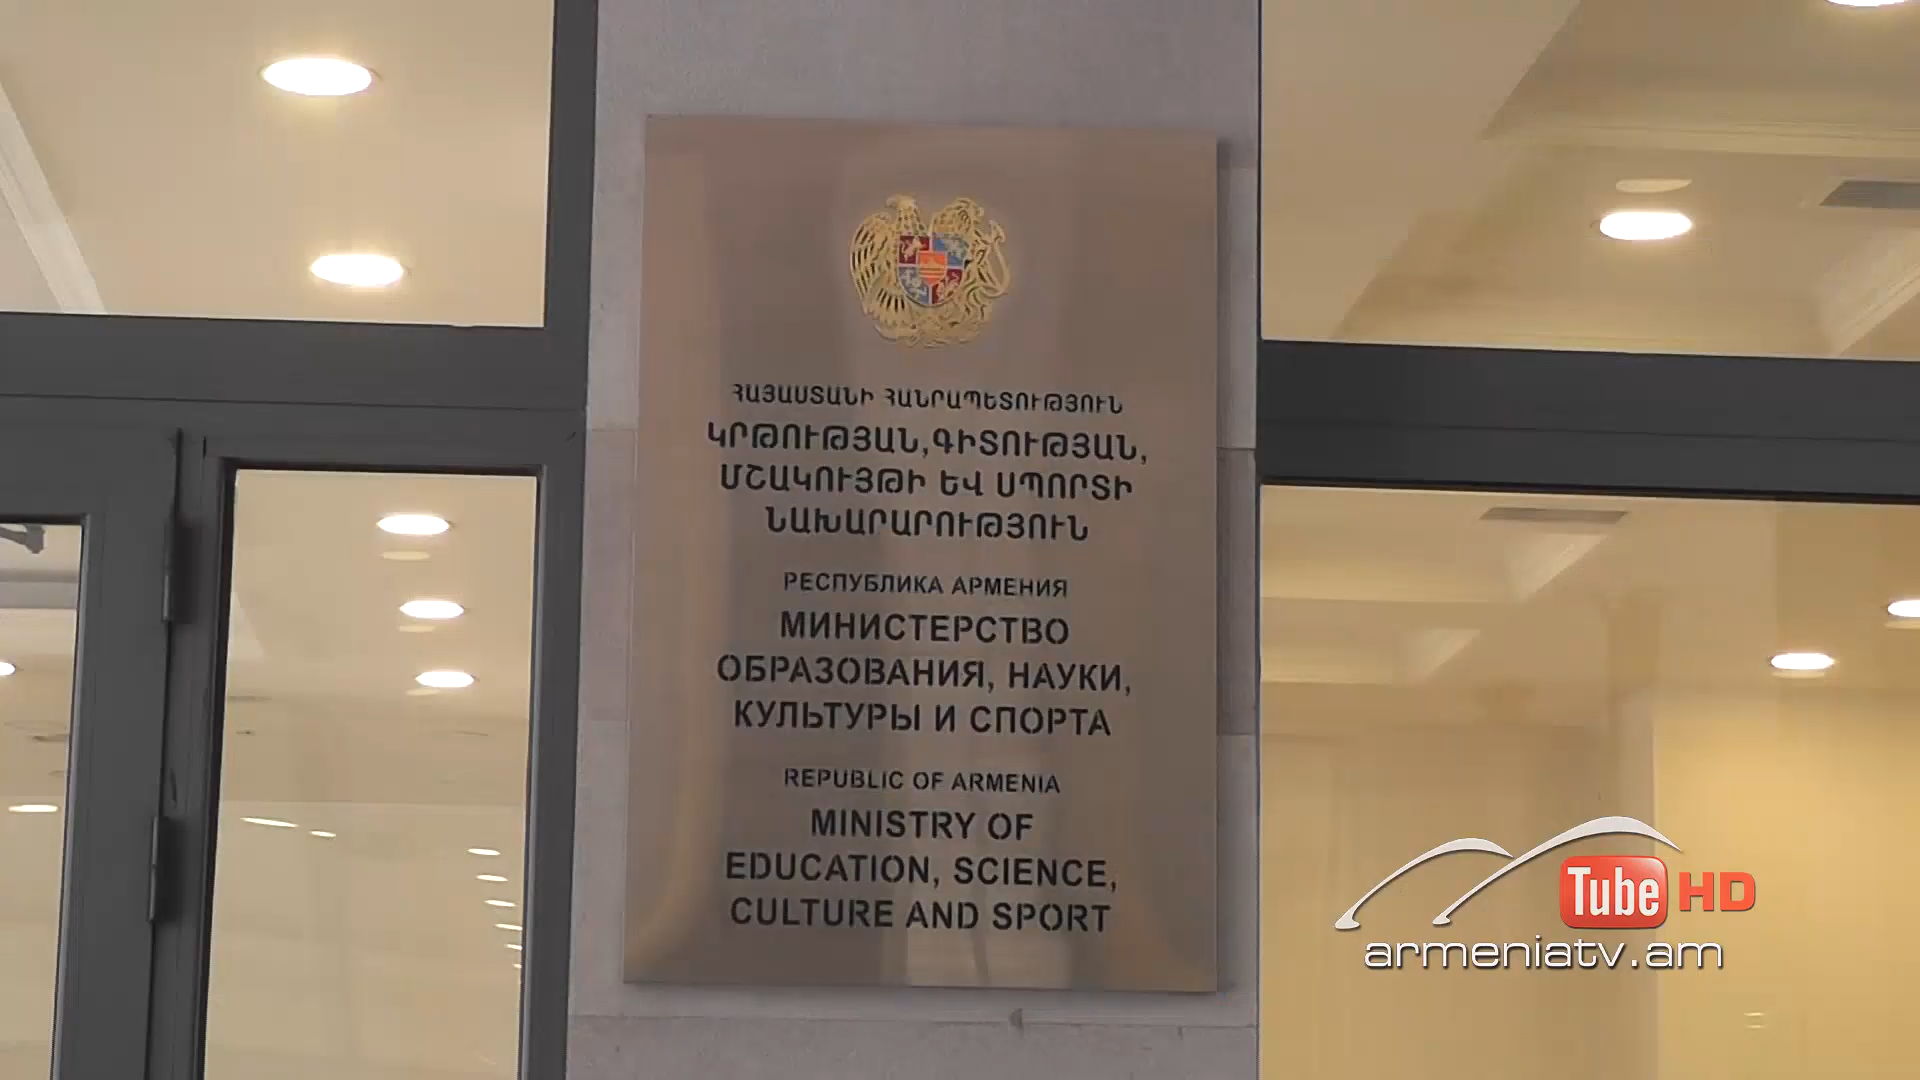 ՀԱՅԱՍՏԱՆԻ ՀԱՆՐԱՊԵՏՈՒԹՅՈՒՆ
ԿՐԹՈՒԹՅԱՆ,ԳԻՏՈՒԹՅԱՆ,
ՄՇԱԿՈՒՅԹԻ ԵՎ ՍՊՈՐՏԻ
ՆԱԽԱՐԱՐՈՒԹՅՈՒՆ
РЕСПУБЛИКА АРМЕНИЯ
МИНИСТЕРСТВО
ОБРАЗОВАНИЯ, НАУКИ,
КУЛЬТУРЫ И СПОРТА
REPUBLIC OF ARMENIA
MINISTRY OF
EDUCATION, SCIENCE,
CULTURE AND SPORT
Tube HD
armeniatv.am